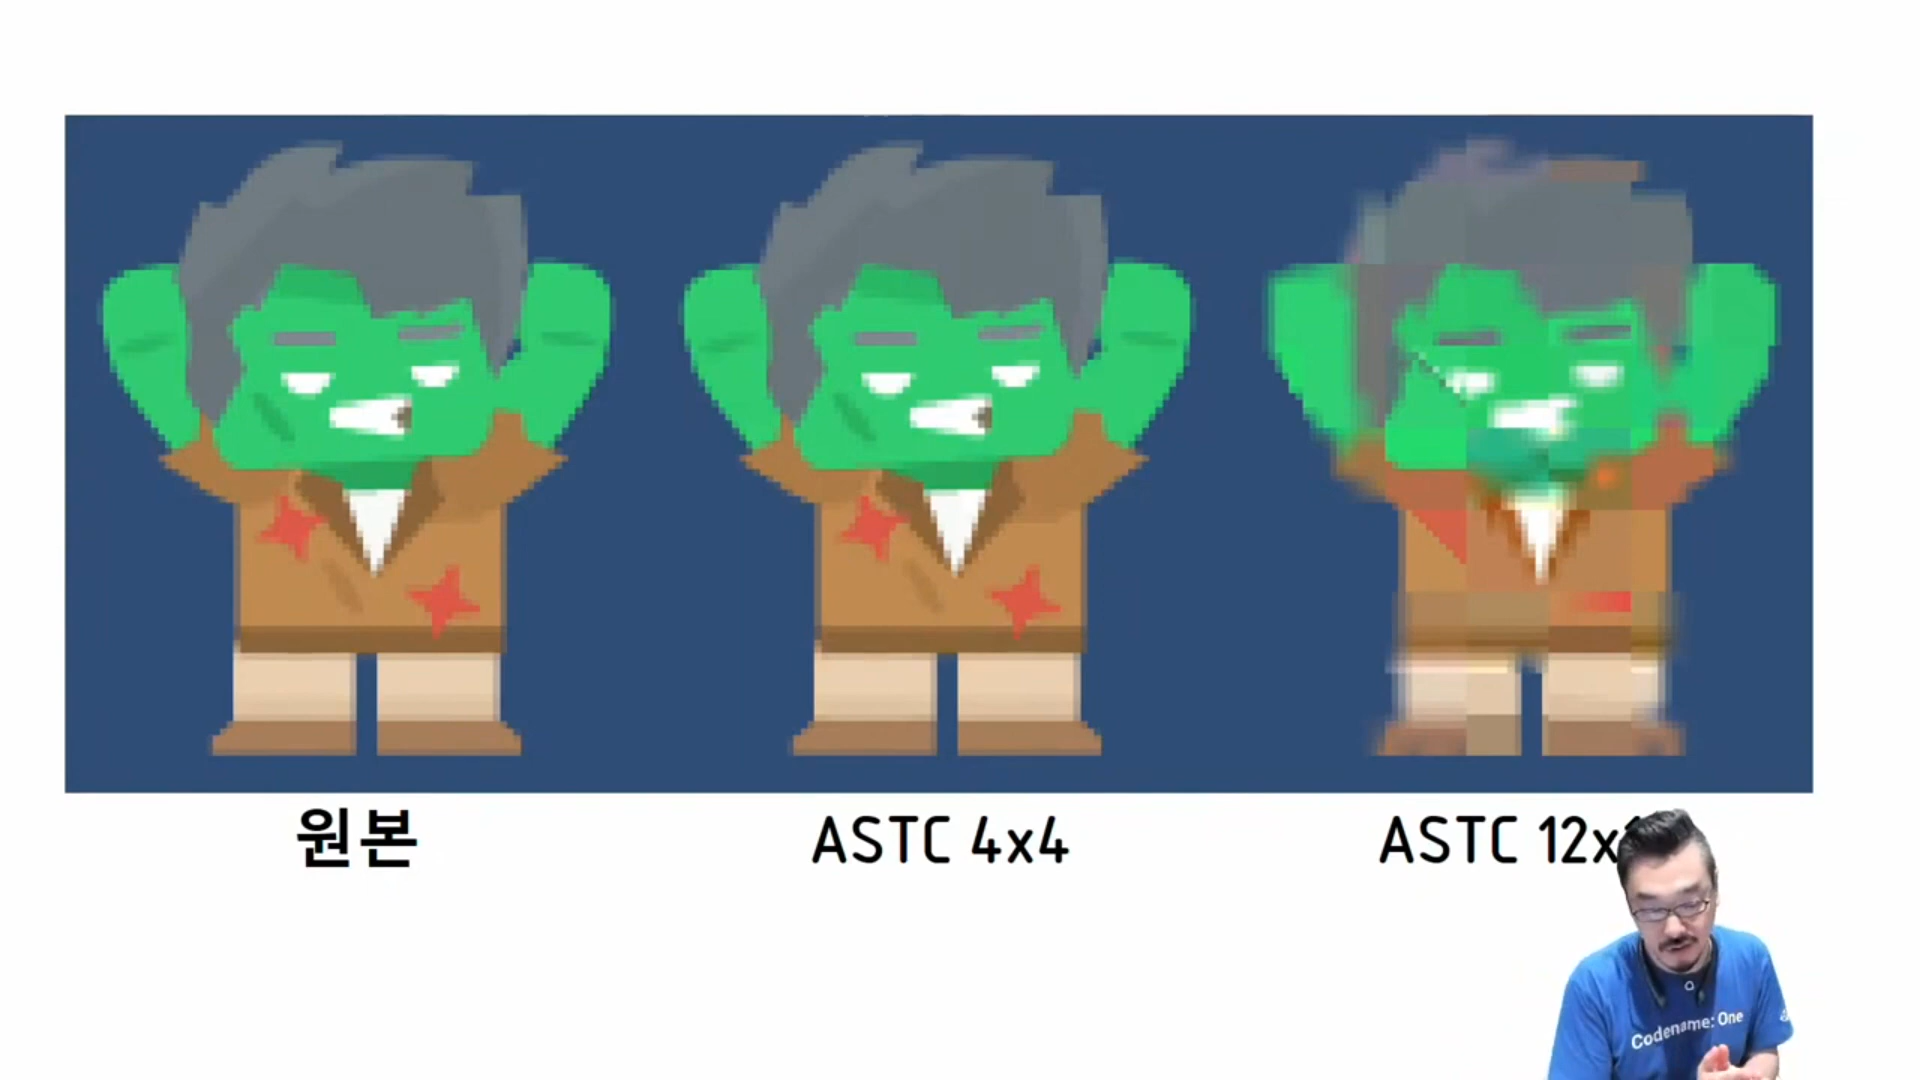 원본
ASTC 4x4
ASTC 12x
Codename: One